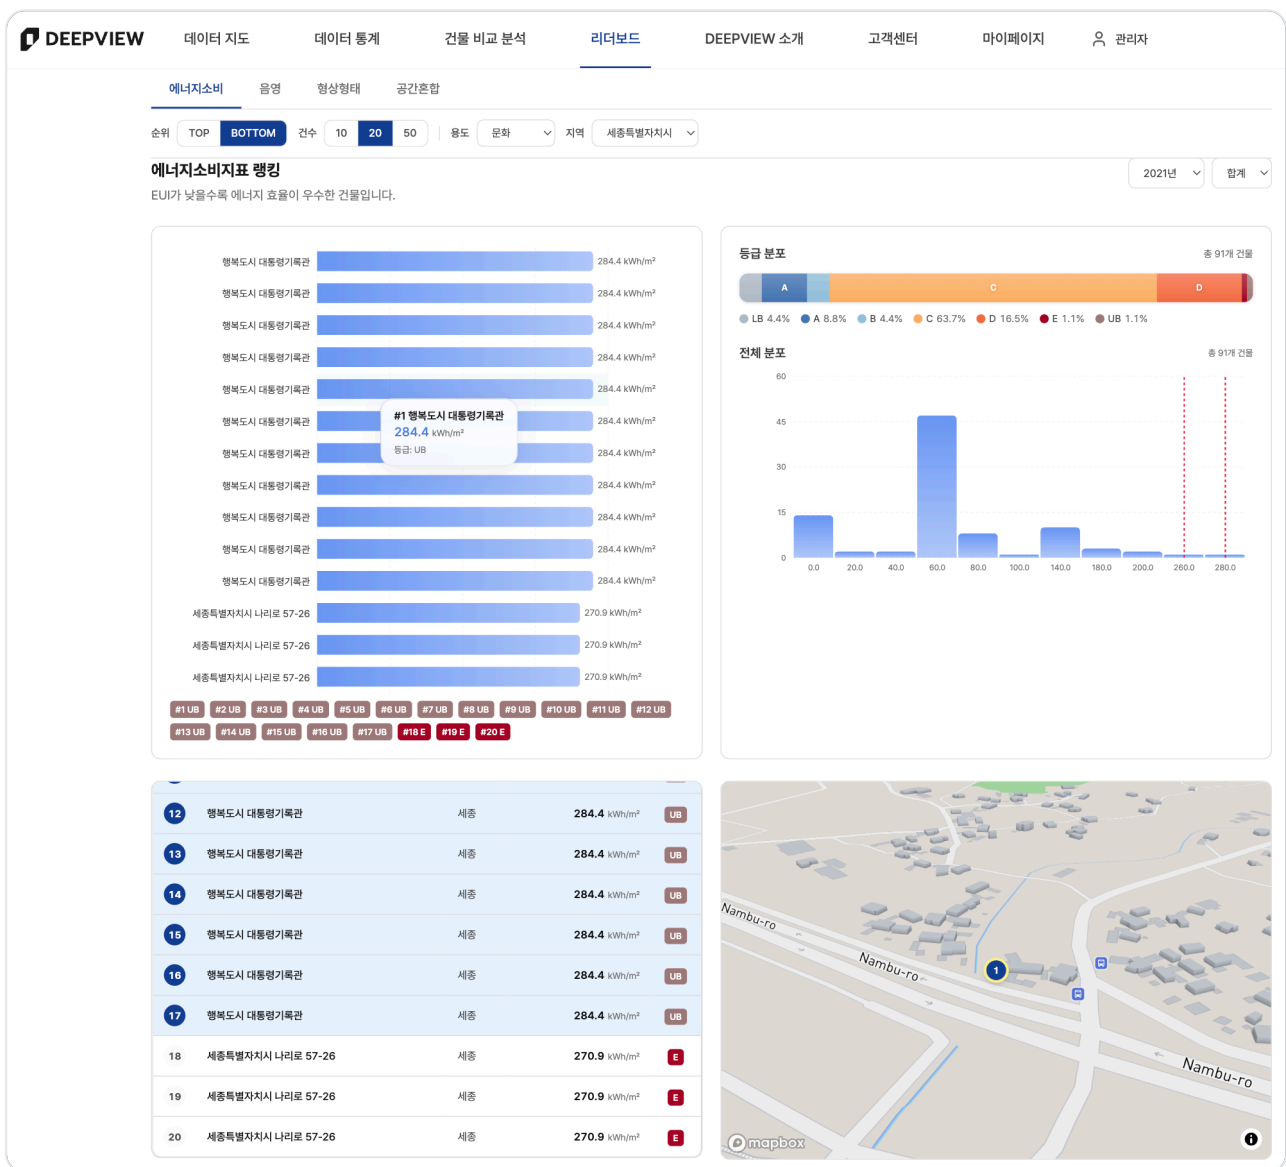 DEEPVIEW 데이터 지도 데이터 통계 건물 비교 분석 리더보드 DEEPVIEW 소개 고객센터 마이페이지 관리자
에너지소비 음영 형상형태 공간혼합
순위 TOP BOTTOM 건수 10 20 50 용도 문화 지역 세종특별자치시
에너지소비지표 랭킹
EUI가 낮을수록 에너지 효율이 우수한 건물입니다.
2021년 합계
행복도시 대통령기록관 284.4 kWh/m²
행복도시 대통령기록관 284.4 kWh/m²
행복도시 대통령기록관 284.4 kWh/m²
행복도시 대통령기록관 284.4 kWh/m²
행복도시 대통령기록관 284.4 kWh/m²
행복도시 대통령기록관 284.4 kWh/m²
행복도시 대통령기록관 284.4 kWh/m²
행복도시 대통령기록관 284.4 kWh/m²
행복도시 대통령기록관 284.4 kWh/m²
행복도시 대통령기록관 284.4 kWh/m²
행복도시 대통령기록관 284.4 kWh/m²
세종특별자치시 나리로 57-26 270.9 kWh/m²
세종특별자치시 나리로 57-26 270.9 kWh/m²
세종특별자치시 나리로 57-26 270.9 kWh/m²
#1 행복도시 대통령기록관
284.4 kWh/m²
등급: UB
#1 UB #2 UB #3 UB #4 UB #5 UB #6 UB #7 UB #8 UB #9 UB #10 UB #11 UB #12 UB
#13 UB #14 UB #15 UB #16 UB #17 UB #18 E #19 E #20 E
등급 분포 총 91개 건물
A C D
LB 4.4% A 8.8% B 4.4% C 63.7% D 16.5% E 1.1% UB 1.1%
전체 분포 총 91개 건물
60
45
30
15
0
0.0 20.0 40.0 60.0 80.0 100.0 140.0 180.0 200.0 260.0 280.0
12 행복도시 대통령기록관 세종 284.4 kWh/m² UB
13 행복도시 대통령기록관 세종 284.4 kWh/m² UB
14 행복도시 대통령기록관 세종 284.4 kWh/m² UB
15 행복도시 대통령기록관 세종 284.4 kWh/m² UB
16 행복도시 대통령기록관 세종 284.4 kWh/m² UB
17 행복도시 대통령기록관 세종 284.4 kWh/m² UB
18 세종특별자치시 나리로 57-26 세종 270.9 kWh/m² E
19 세종특별자치시 나리로 57-26 세종 270.9 kWh/m² E
20 세종특별자치시 나리로 57-26 세종 270.9 kWh/m² E
Nambu-ro
Nambu-ro
1
Nambu-ro
mapbox